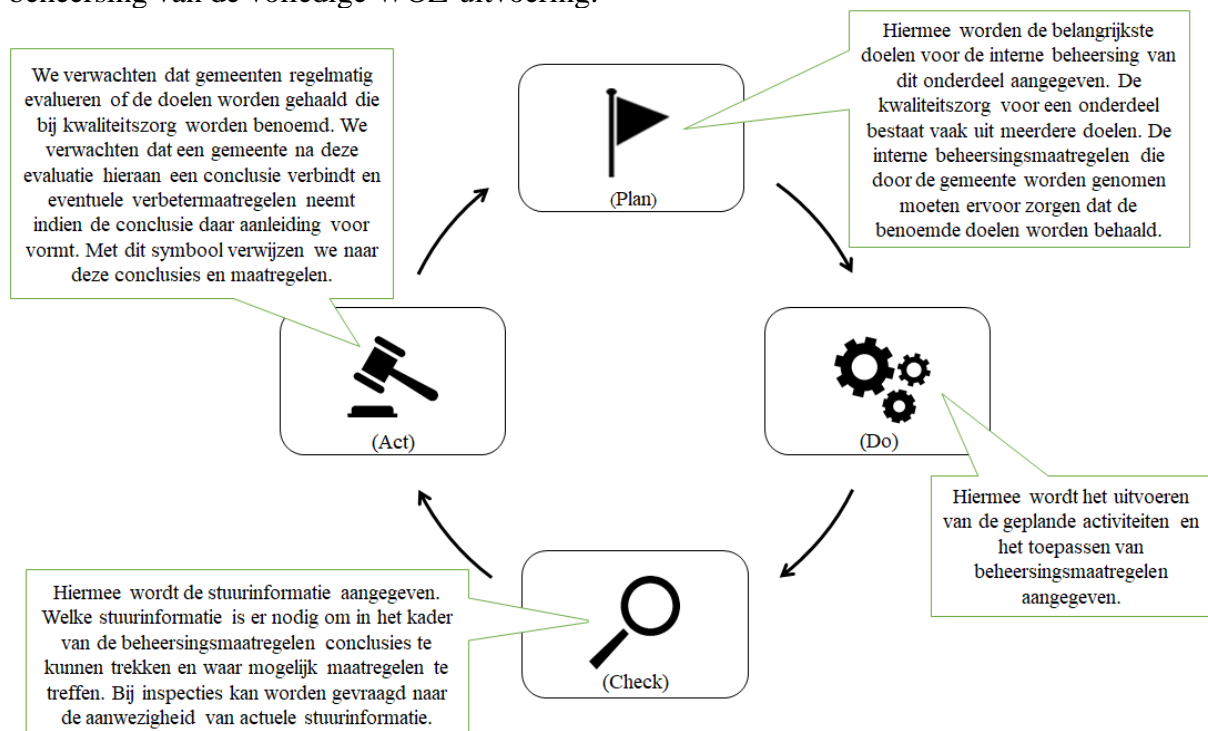 beheersing van de volledige WOZ-uitvoering.
Hiermee worden de belangrijkste
doelen voor de interne beheersing van
dit onderdeel aangegeven. De
kwaliteitszorg voor een onderdeel
bestaat vaak uit meerdere doelen. De
interne beheersingsmaatregelen die
door de gemeente worden genomen
moeten ervoor zorgen dat de
benoemde doelen worden behaald.
We verwachten dat gemeenten regelmatig
evalueren of de doelen worden gehaald die
bij kwaliteitszorg worden benoemd. We
verwachten dat een gemeente na deze
evaluatie hieraan een conclusie verbindt en
eventuele verbetermaatregelen neemt
indien de conclusie daar aanleiding voor
vormt. Met dit symbool verwijzen we naar
deze conclusies en maatregelen.
(Plan)
(Act)
(Do)
Hiermee wordt het uitvoeren
van de geplande activiteiten en
het toepassen van
beheersingsmaatregelen
aangegeven.
Hiermee wordt de stuurinformatie aangegeven.
Welke stuurinformatie is er nodig om in het kader
van de beheersingsmaatregelen conclusies te
kunnen trekken en waar mogelijk maatregelen te
treffen. Bij inspecties kan worden gevraagd naar
de aanwezigheid van actuele stuurinformatie.
(Check)